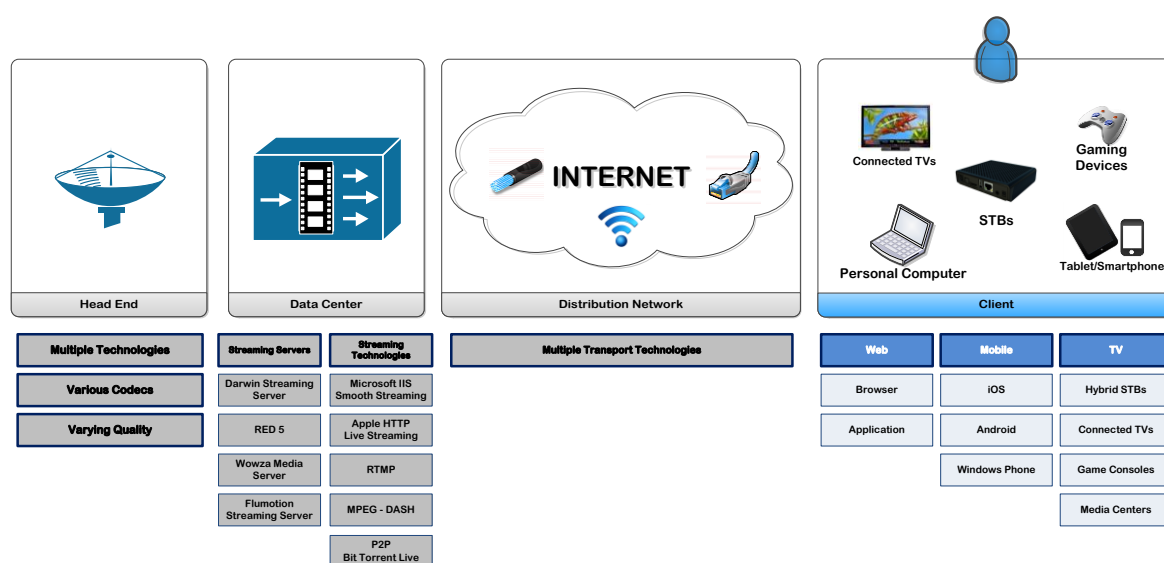 INTERNET
Connected TVs
Gaming
Devices
STBs
Personal Computer
Tablet/Smartphone
Head End
Data Center
Distribution Network
Client
Multiple Technologies
Various Codecs
Varying Quality
Streaming Servers
Darwin Streaming
Server
RED 5
Wowza Media
Server
Flumotion
Streaming Server
Streaming
Technologies
Microsoft IIS
Smooth Streaming
Apple HTTP
Live Streaming
RTMP
MPEG - DASH
P2P
Bit Torrent Live
Multiple Transport Technologies
Web
Browser
Application
Mobile
iOS
Android
Windows Phone
TV
Hybrid STBs
Connected TVs
Game Consoles
Media Centers